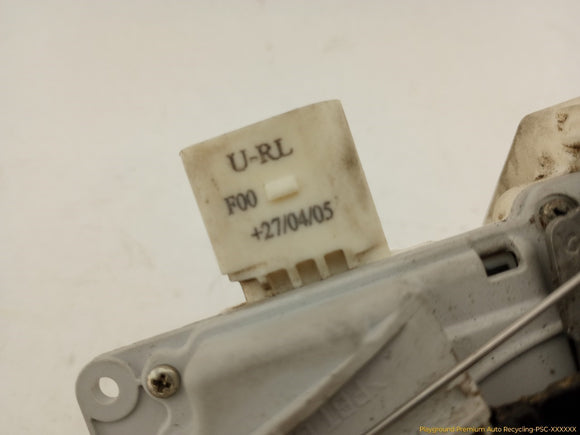 U-RL
F00
+27/04/05
Playground Premium Auto Recycling-PSC-XXXXXX